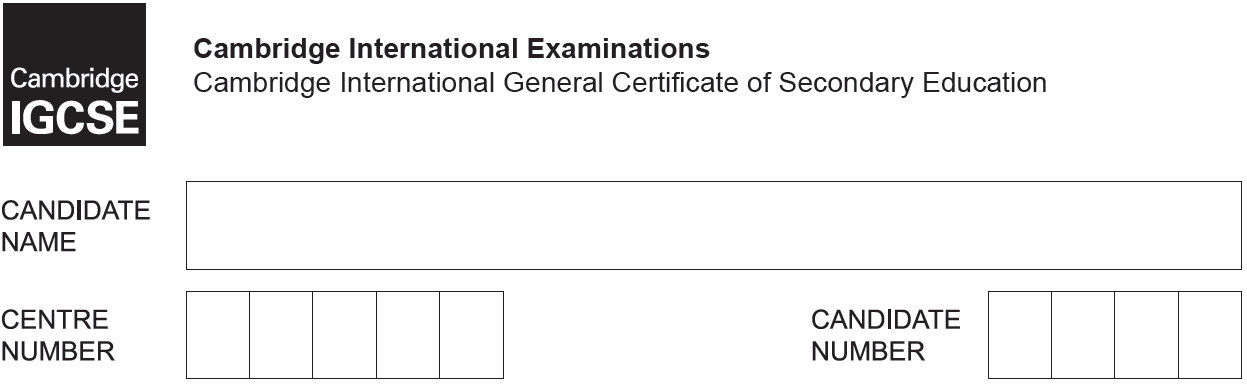 Cambridge
IGCSE
Cambridge International Examinations
Cambridge International General Certificate of Secondary Education
CANDIDATE
NAME
CENTRE
NUMBER
CANDIDATE
NUMBER